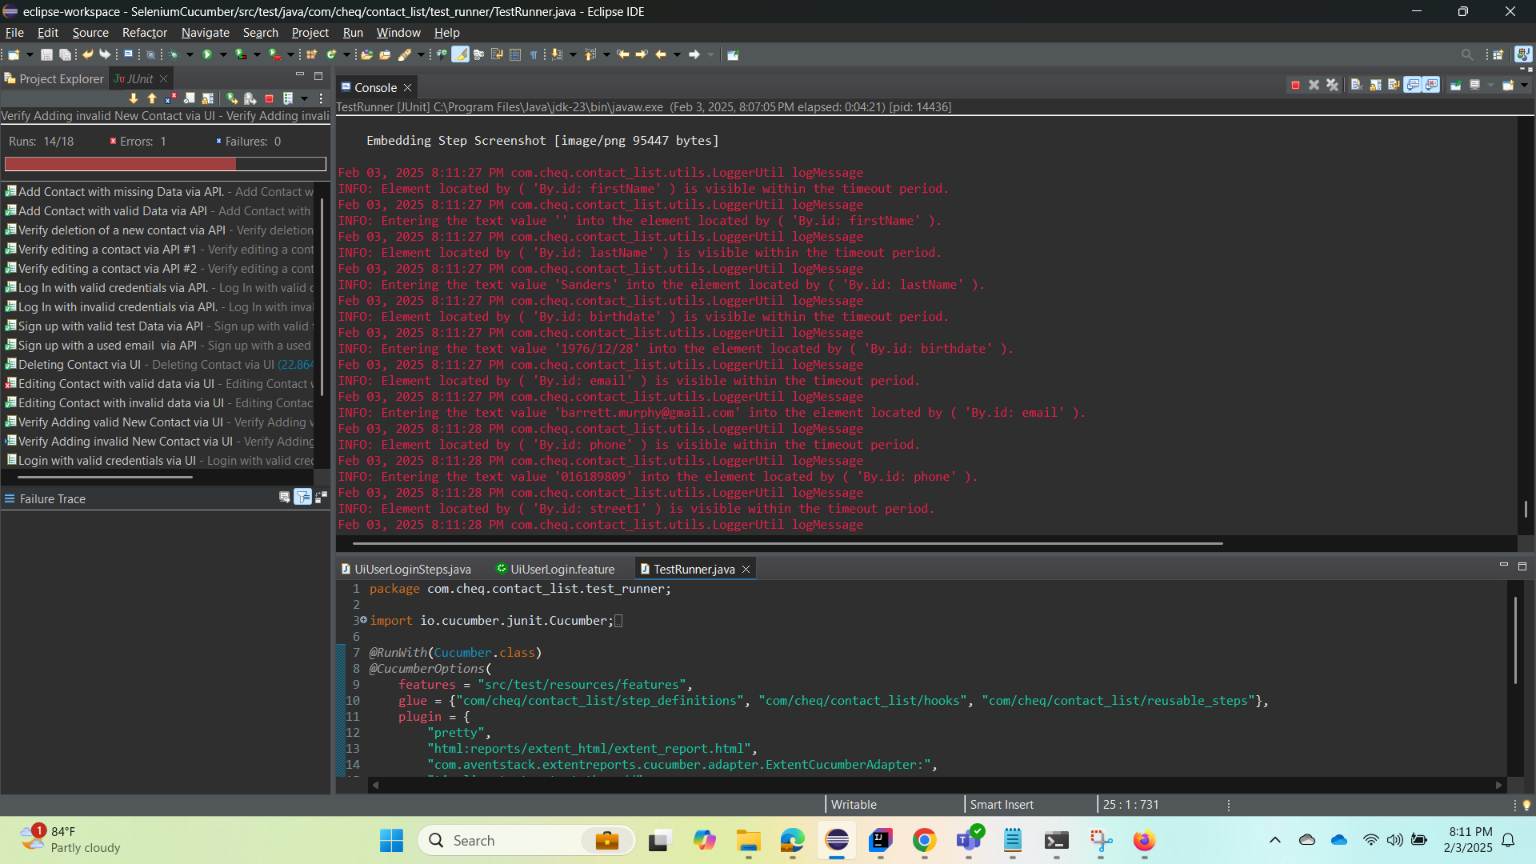 eclipse-workspace - SeleniumCucumber/src/test/java/com/cheq/contact_list/test_runner/TestRunner.java - Eclipse IDE
File Edit Source Refactor Navigate Search Project Run Window Help
Project Explorer
JUnit
Verify Adding invalid New Contact via UI - Verify Adding invali
Runs: 14/18 Errors: 1 Failures: 0
Add Contact with missing Data via API. - Add Contact w
Add Contact with valid Data via API - Add Contact with
Verify deletion of a new contact via API - Verify deletion
Verify editing a contact via API #1 - Verify editing a cont
Verify editing a contact via API #2 - Verify editing a cont
Log In with valid credentials via API. - Log In with valid c
Log In with invalid credentials via API. - Log In with inva
Sign up with valid test Data via API - Sign up with valid
Sign up with a used email  via API - Sign up with a used
Deleting Contact via UI - Deleting Contact via UI (22.864
Editing Contact with valid data via UI - Editing Contact
Editing Contact with invalid data via UI - Editing Contac
Verify Adding valid New Contact via UI - Verify Adding v
Verify Adding invalid New Contact via UI - Verify Adding
Login with valid credentials via UI - Login with valid cre
Failure Trace
Console
TestRunner [JUnit] C:\Program Files\Java\jdk-23\bin\javaw.exe (Feb 3, 2025, 8:07:05 PM elapsed: 0:04:21) [pid: 14436]
Embedding Step Screenshot [image/png 95447 bytes]
Feb 03, 2025 8:11:27 PM com.cheq.contact_list.utils.LoggerUtil logMessage
INFO: Element located by ( 'By.id: firstName' ) is visible within the timeout period.
Feb 03, 2025 8:11:27 PM com.cheq.contact_list.utils.LoggerUtil logMessage
INFO: Entering the text value '' into the element located by ( 'By.id: firstName' ).
Feb 03, 2025 8:11:27 PM com.cheq.contact_list.utils.LoggerUtil logMessage
INFO: Element located by ( 'By.id: lastName' ) is visible within the timeout period.
Feb 03, 2025 8:11:27 PM com.cheq.contact_list.utils.LoggerUtil logMessage
INFO: Entering the text value 'Sanders' into the element located by ( 'By.id: lastName' ).
Feb 03, 2025 8:11:27 PM com.cheq.contact_list.utils.LoggerUtil logMessage
INFO: Element located by ( 'By.id: birthdate' ) is visible within the timeout period.
Feb 03, 2025 8:11:27 PM com.cheq.contact_list.utils.LoggerUtil logMessage
INFO: Entering the text value '1976/12/28' into the element located by ( 'By.id: birthdate' ).
Feb 03, 2025 8:11:27 PM com.cheq.contact_list.utils.LoggerUtil logMessage
INFO: Element located by ( 'By.id: email' ) is visible within the timeout period.
Feb 03, 2025 8:11:27 PM com.cheq.contact_list.utils.LoggerUtil logMessage
INFO: Entering the text value 'barrett.murphy@gmail.com' into the element located by ( 'By.id: email' ).
Feb 03, 2025 8:11:28 PM com.cheq.contact_list.utils.LoggerUtil logMessage
INFO: Element located by ( 'By.id: phone' ) is visible within the timeout period.
Feb 03, 2025 8:11:28 PM com.cheq.contact_list.utils.LoggerUtil logMessage
INFO: Entering the text value '016189809' into the element located by ( 'By.id: phone' ).
Feb 03, 2025 8:11:28 PM com.cheq.contact_list.utils.LoggerUtil logMessage
INFO: Element located by ( 'By.id: street1' ) is visible within the timeout period.
Feb 03, 2025 8:11:28 PM com.cheq.contact_list.utils.LoggerUtil logMessage
UiUserLoginSteps.java UiUserLogin.feature TestRunner.java
1 package com.cheq.contact_list.test_runner;
2
3 import io.cucumber.junit.Cucumber;
6
7 @RunWith(Cucumber.class)
8 @CucumberOptions(
9 features = "src/test/resources/features",
10 glue = {"com/cheq/contact_list/step_definitions", "com/cheq/contact_list/hooks", "com/cheq/contact_list/reusable_steps"},
11 plugin = {
12 "pretty",
13 "html:reports/extent_html/extent_report.html",
14 "com.aventstack.extentreports.cucumber.adapter.ExtentCucumberAdapter:",
Writable Smart Insert 25 : 1 : 731
1
84°F
Partly cloudy
Search
8:11 PM
2/3/2025